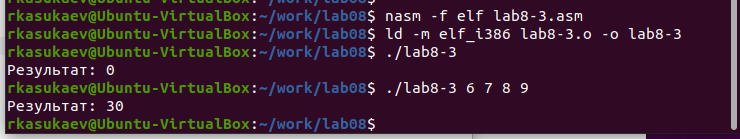 rkasukaev@Ubuntu-VirtualBox:~/work/lab08$ nasm -f elf lab8-3.asm
rkasukaev@Ubuntu-VirtualBox:~/work/lab08$ ld -m elf_i386 lab8-3.o -o lab8-3
rkasukaev@Ubuntu-VirtualBox:~/work/lab08$ ./lab8-3
Результат: 0
rkasukaev@Ubuntu-VirtualBox:~/work/lab08$ ./lab8-3 6 7 8 9
Результат: 30
rkasukaev@Ubuntu-VirtualBox:~/work/lab08$